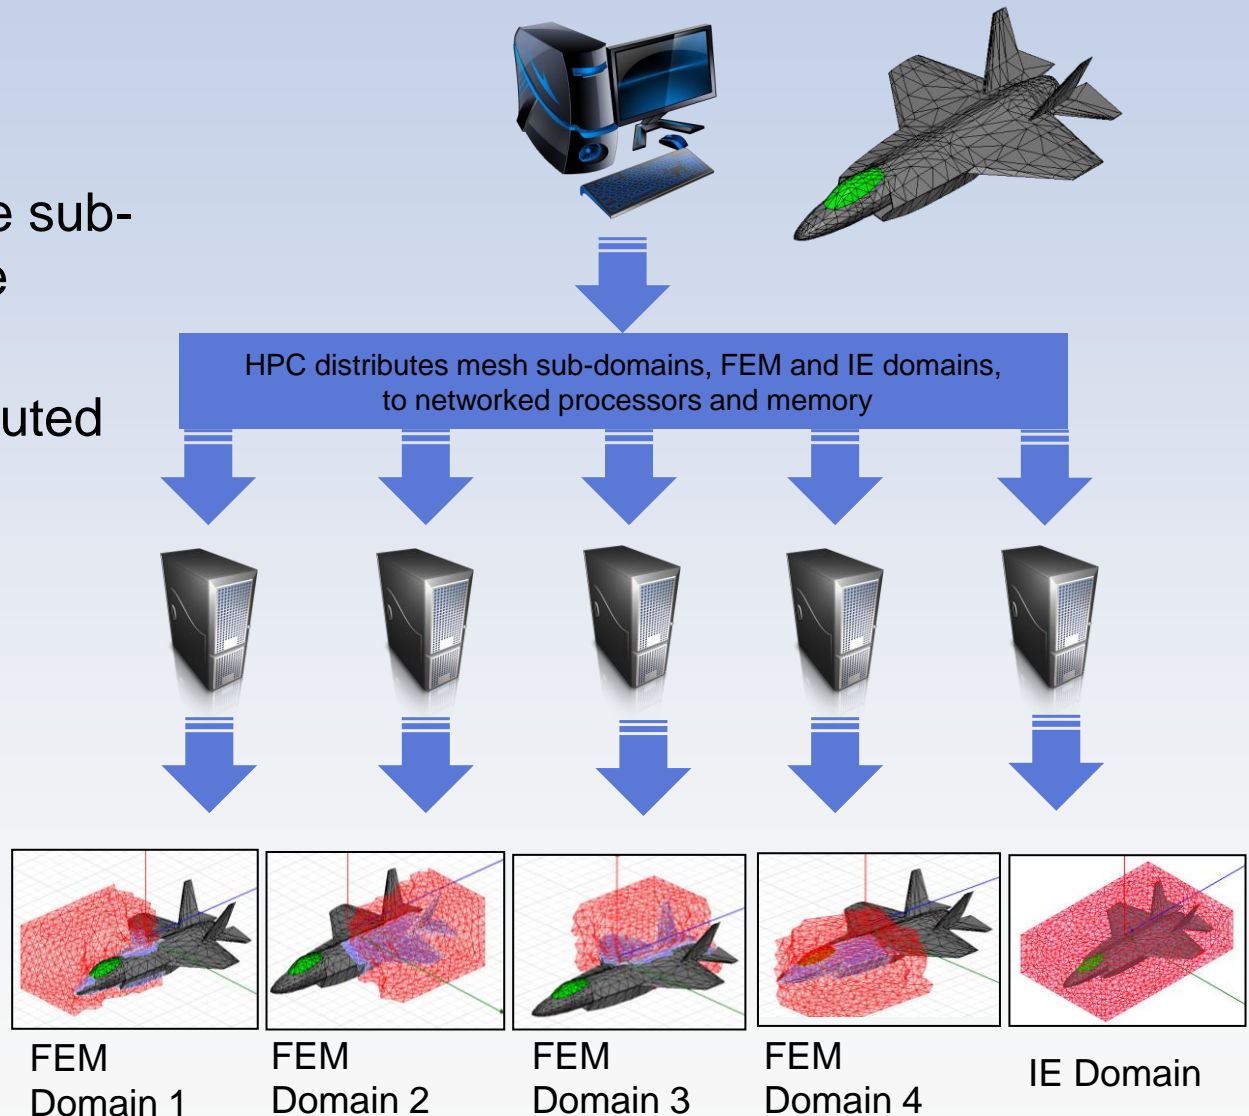 e sub-
e
uted
HPC distributes mesh sub-domains, FEM and IE domains,
to networked processors and memory
FEM
Domain 1
FEM
Domain 2
FEM
Domain 3
FEM
Domain 4
IE Domain